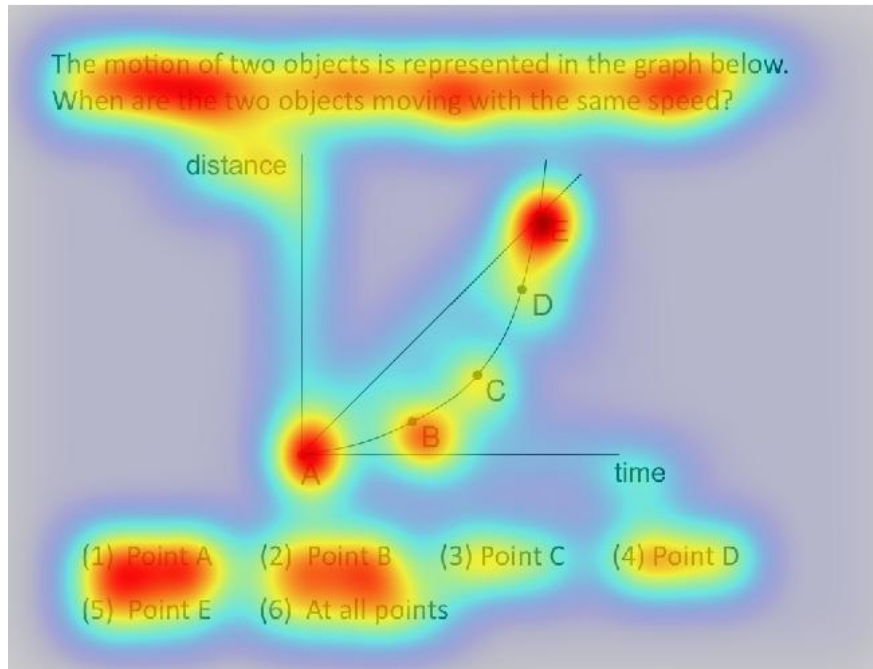 The motion of two objects is represented in the graph below.
When are the two objects moving with the same speed?
distance
E
D
C
B
A
time
(1) Point A (2) Point B (3) Point C (4) Point D
(5) Point E (6) At all points